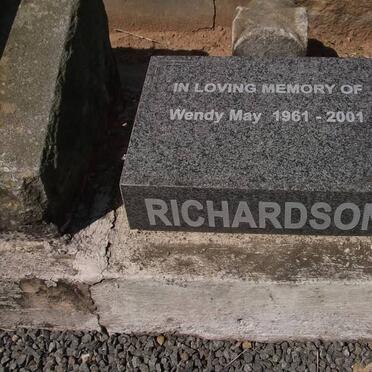 IN LOVING MEMORY OF
Wendy May 1961 - 2001
RICHARDSON